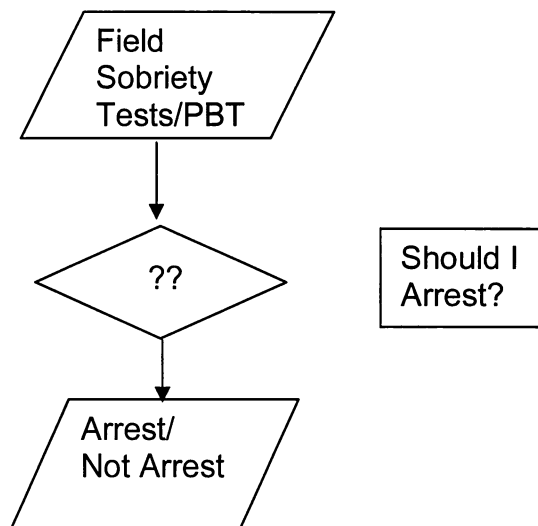 Field
Sobriety
Tests/PBT
??
Should I
Arrest?
Arrest/
Not Arrest